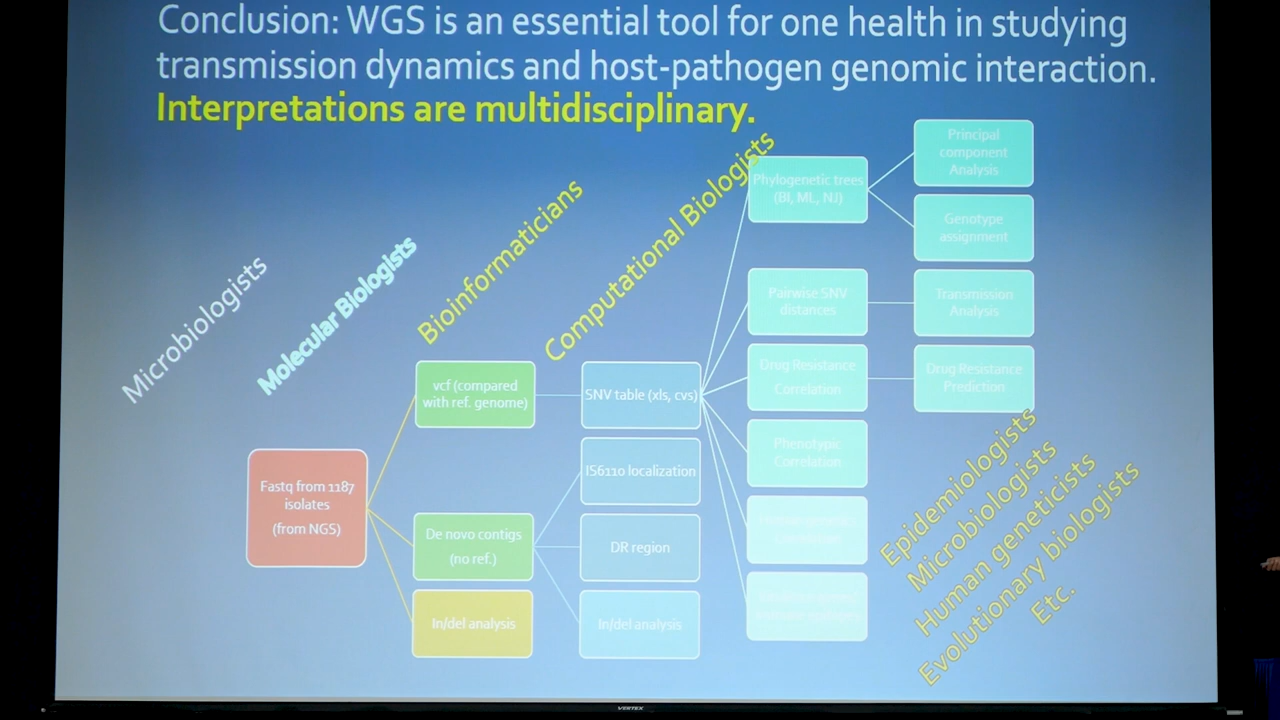 Conclusion: WGS is an essential tool for one health in studying
transmission dynamics and host-pathogen genomic interaction.
Interpretations are multidisciplinary.
Microbiologists
Molecular Biologists
Bioinformaticians
Computational Biologists
Fastq from 1187
isolates
(from NGS)
vcf (compared
with ref. genome)
De novo contigs
(no ref.)
In/del analysis
SNV table (xls, cvs)
IS6110 localization
DR region
In/del analysis
Phylogenetic trees
(BI, ML, NJ)
Pairwise SNV
distances
Drug Resistance
Correlation
Phenotypic
Correlation
Principal
component
Analysis
Genotype
assignment
Transmission
Analysis
Drug Resistance
Prediction
Epidemiologists
Microbiologists
Human geneticists
Evolutionary biologists
Etc.
VERTEX